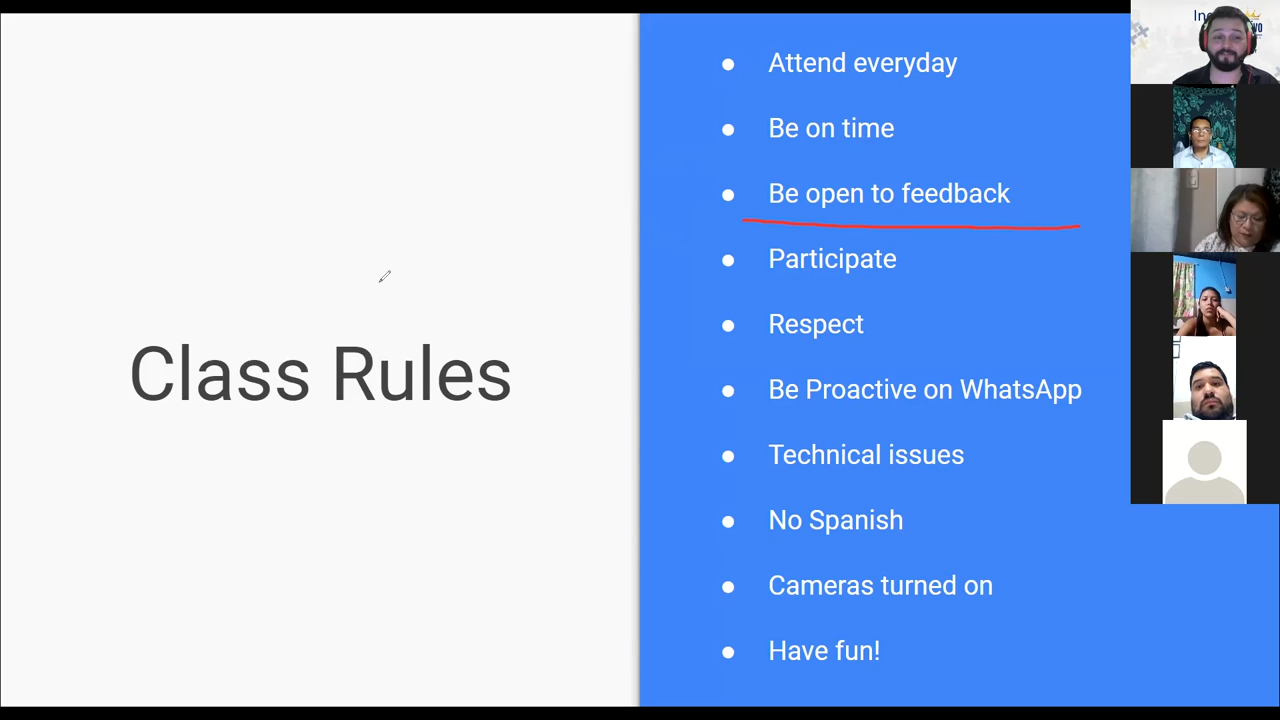 Class Rules
Attend everyday
Be on time
Be open to feedback
Participate
Respect
Be Proactive on WhatsApp
Technical issues
No Spanish
Cameras turned on
Have fun!